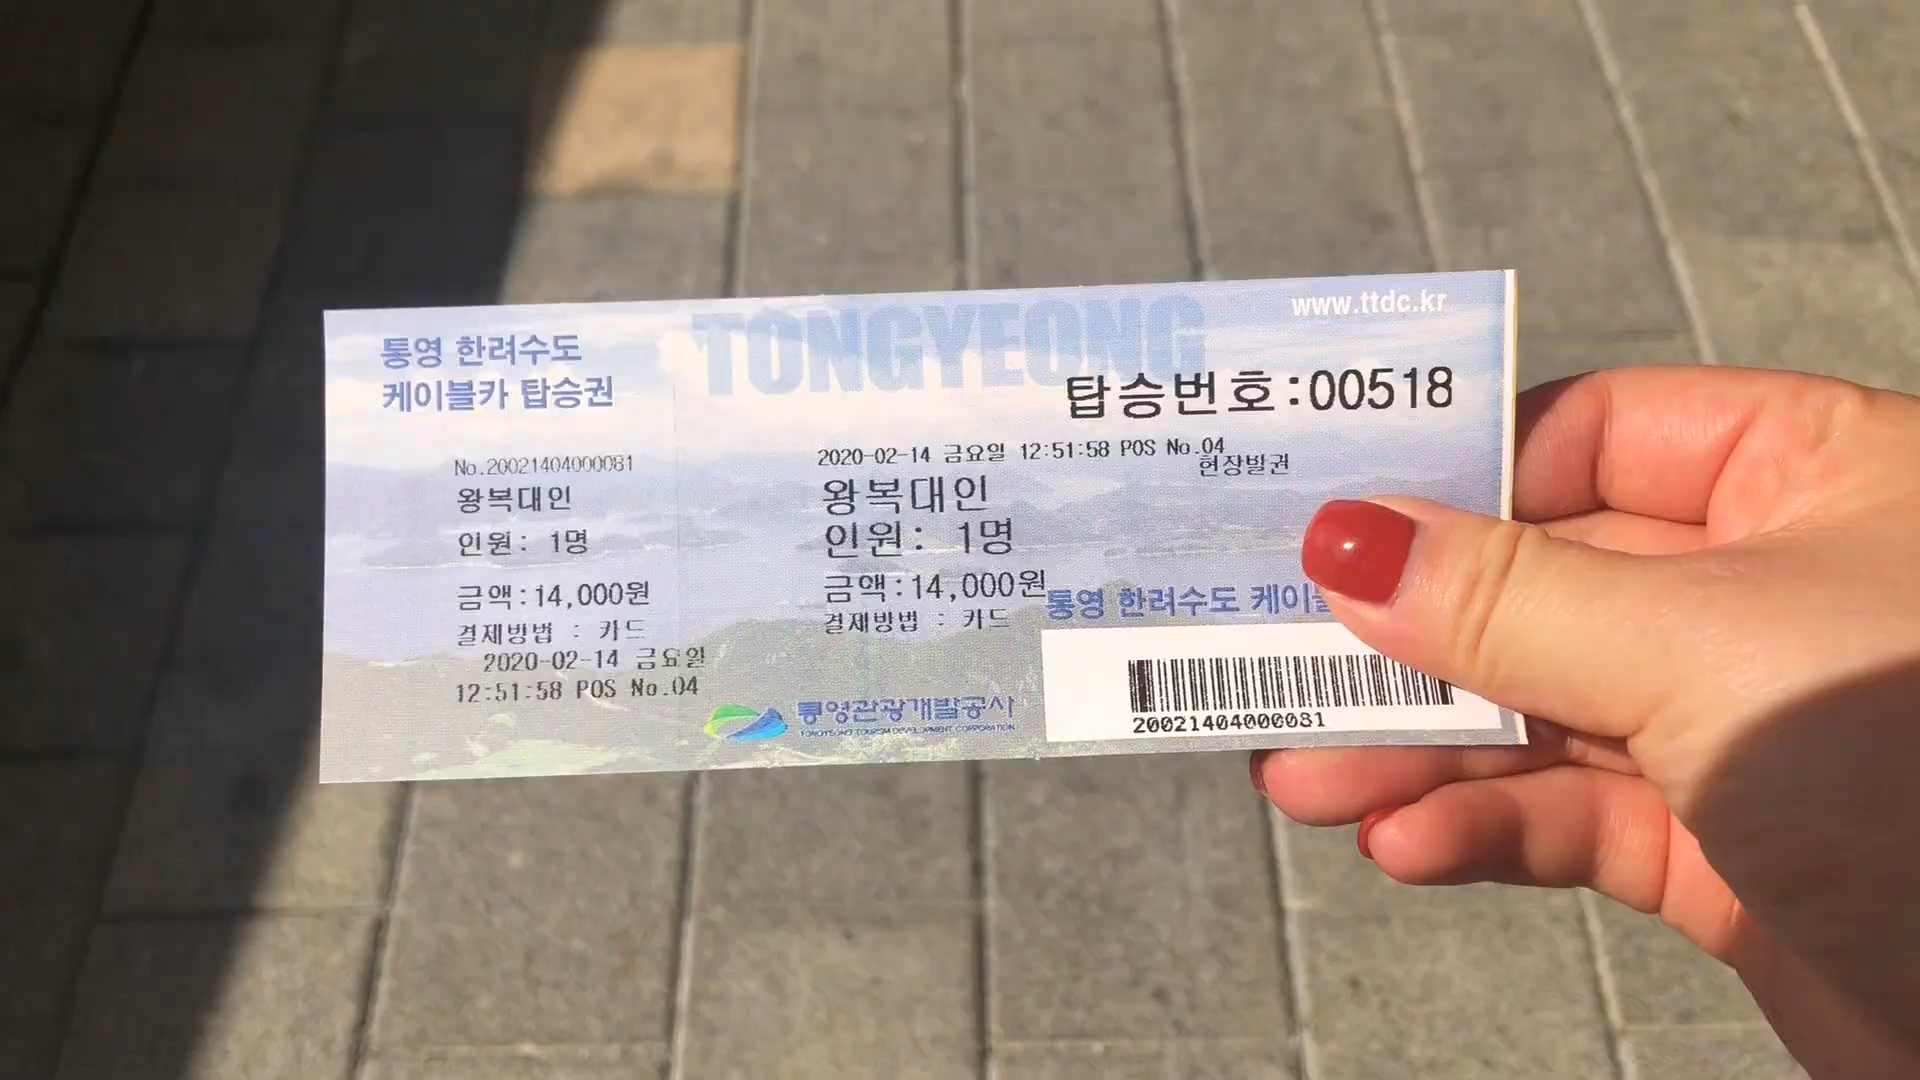 통영 한려수도
케이블카 탑승권
No.20021404000081
왕복대인
인원: 1명
금액:14,000원
결제방법 : 카드
2020-02-14 금요일
12:51:58 POS No.04
TONGYEONG
www.ttdc.kr
탑승번호:00518
2020-02-14 금요일 12:51:58 POS No.04
현장발권
왕복대인
인원: 1명
금액:14,000원
결제방법 : 카드
통영 한려수도 케이블
통영관광개발공사
TONGYEONG TOURISM DEVELOPMENT CORPORATION
20021404000081